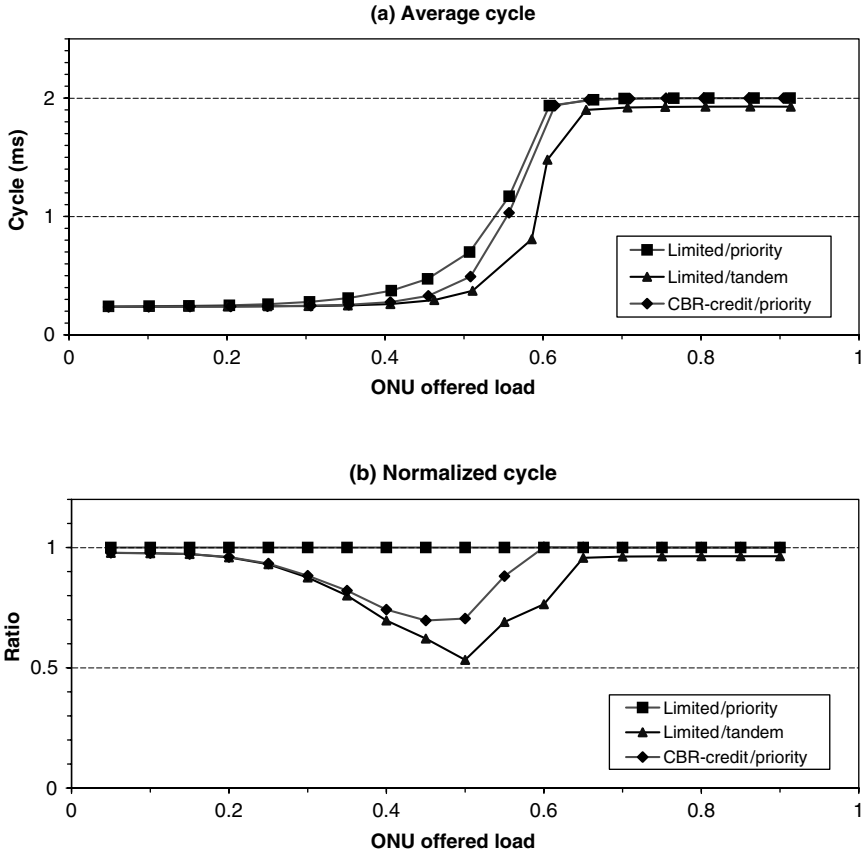 (a) Average cycle
Cycle (ms)
2
1
0
0 0.2 0.4 0.6 0.8 1
ONU offered load
Limited/priority
Limited/tandem
CBR-credit/priority
(b) Normalized cycle
Ratio
1
0.5
0
0 0.2 0.4 0.6 0.8 1
ONU offered load
Limited/priority
Limited/tandem
CBR-credit/priority